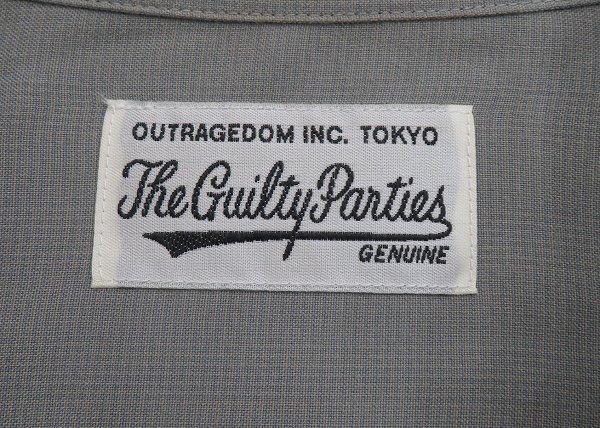 OUTRAGEDOM INC. TOKYO
The Guilty Parties
GENUINE